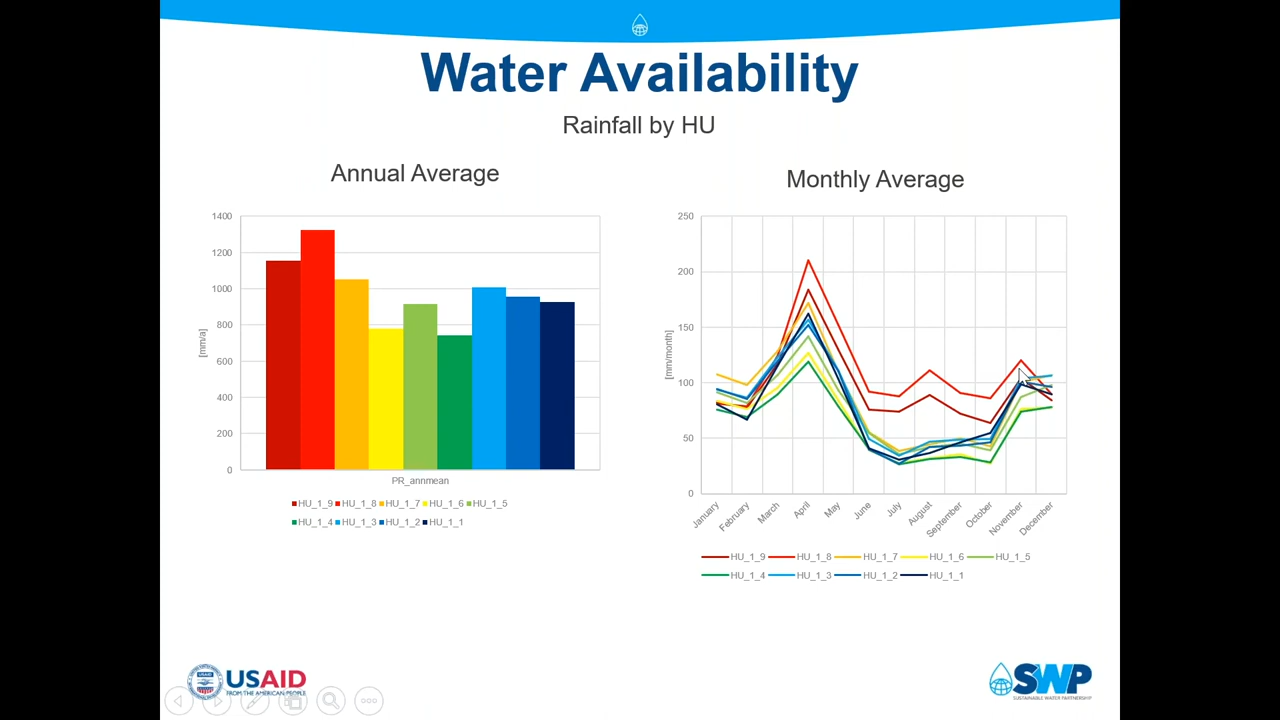 Water Availability
Rainfall by HU
Annual Average
1400
1200
1000
800
600
400
200
0
[mm/a]
PR_annmean
HU_1_9 HU_1_8 HU_1_7 HU_1_6 HU_1_5
HU_1_4 HU_1_3 HU_1_2 HU_1_1
Monthly Average
250
200
150
100
50
0
[mm/month]
January February March April May June July August September October November December
HU_1_9 HU_1_8 HU_1_7 HU_1_6 HU_1_5
HU_1_4 HU_1_3 HU_1_2 HU_1_1
USAID
FROM THE AMERICAN PEOPLE
SWP
SUSTAINABLE WATER PARTNERSHIP